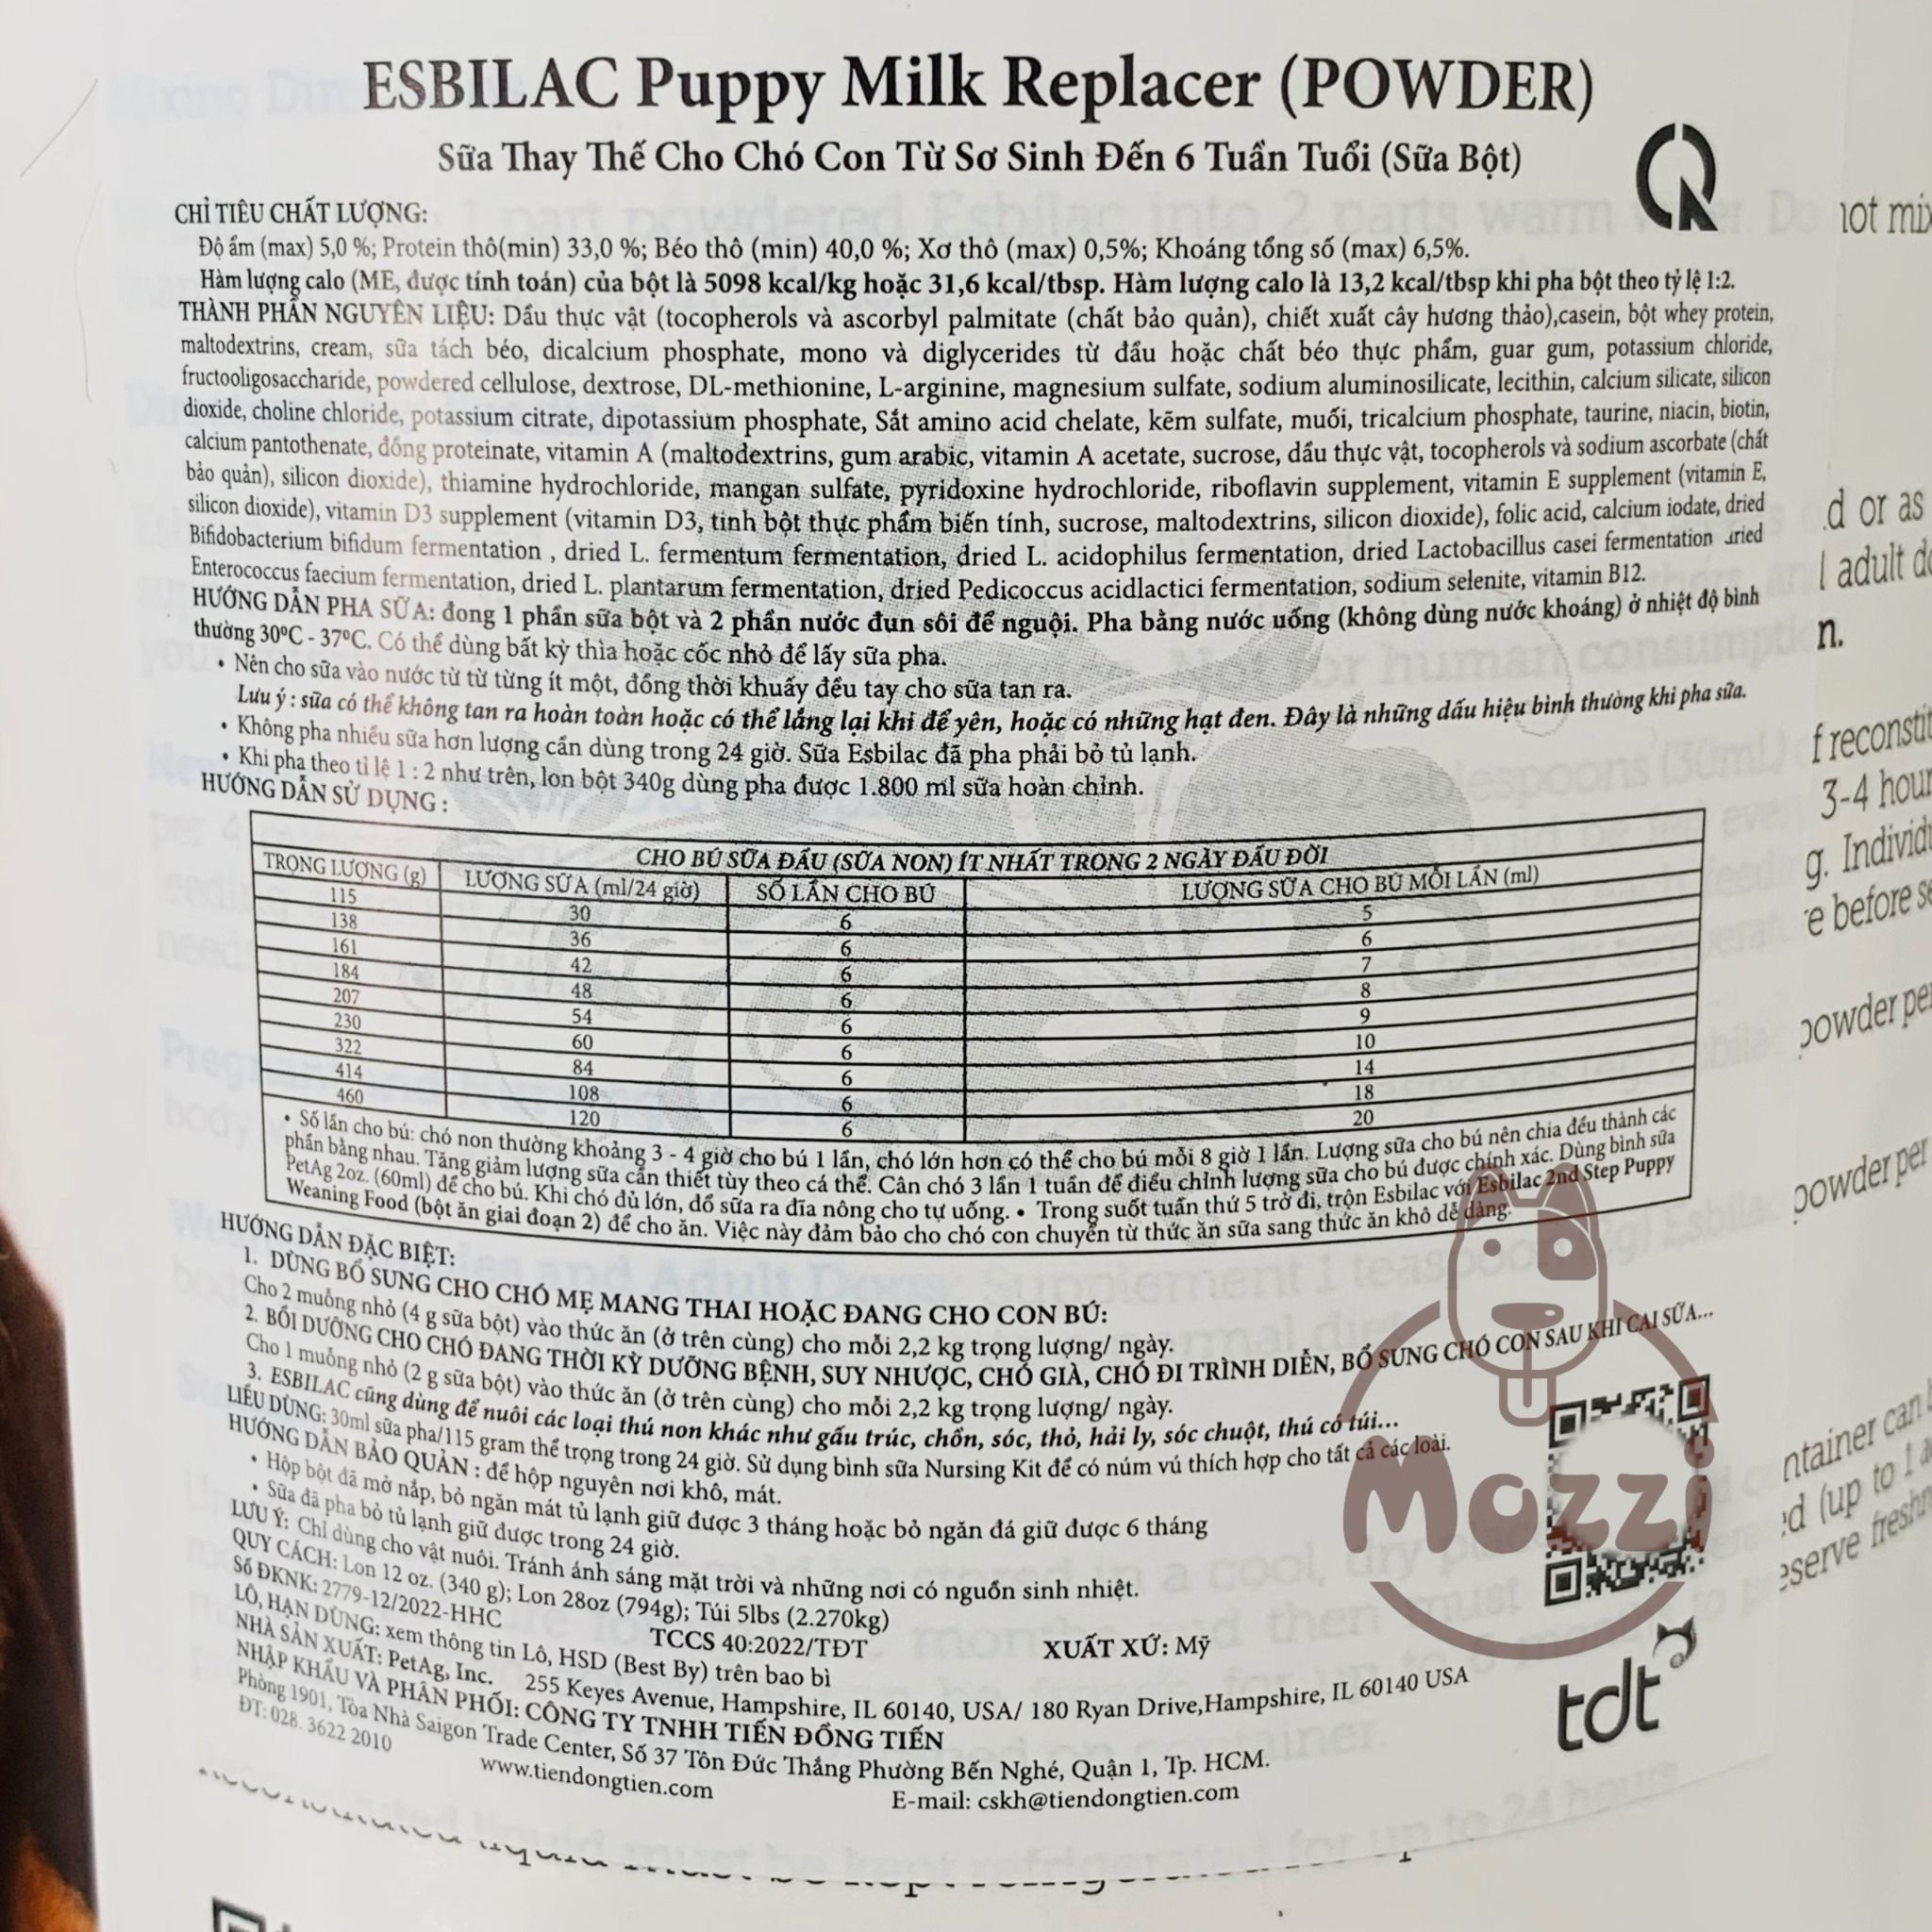 ESBILAC Puppy Milk Replacer (POWDER)
Sữa Thay Thế Cho Chó Con Từ Sơ Sinh Đến 6 Tuần Tuổi (Sữa Bột)
CHỈ TIÊU CHẤT LƯỢNG:
Độ ẩm (max) 5,0 %; Protein thô(min) 33,0 %; Béo thô (min) 40,0 %; Xơ thô (max) 0,5%; Khoáng tổng số (max) 6,5%.
Hàm lượng calo (ME, được tính toán) của bột là 5098 kcal/kg hoặc 31,6 kcal/tbsp. Hàm lượng calo là 13,2 kcal/tbsp khi pha bột theo tỷ lệ 1:2.
THÀNH PHẦN NGUYÊN LIỆU: Dầu thực vật (tocopherols và ascorbyl palmitate (chất bảo quản), chiết xuất cây hương thảo),casein, bột whey protein,
maltodextrins, cream, sữa tách béo, dicalcium phosphate, mono và diglycerides từ dầu hoặc chất béo thực phẩm, guar gum, potassium chloride,
fructooligosaccharide, powdered cellulose, dextrose, DL-methionine, L-arginine, magnesium sulfate, sodium aluminosilicate, lecithin, calcium silicate, silicon
dioxide, choline chloride, potassium citrate, dipotassium phosphate, Sắt amino acid chelate, kẽm sulfate, muối, tricalcium phosphate, taurine, niacin, biotin,
calcium pantothenate, đồng proteinate, vitamin A (maltodextrins, gum arabic, vitamin A acetate, sucrose, dầu thực vật, tocopherols và sodium ascorbate (chất
bảo quản), silicon dioxide), thiamine hydrochloride, mangan sulfate, pyridoxine hydrochloride, riboflavin supplement, vitamin E supplement (vitamin E,
silicon dioxide), vitamin D3 supplement (vitamin D3, tinh bột thực phẩm biến tính, sucrose, maltodextrins, silicon dioxide), folic acid, calcium iodate, dried
Bifidobacterium bifidum fermentation , dried L. fermentum fermentation, dried L. acidophilus fermentation, dried Lactobacillus casei fermentation dried
Enterococcus faecium fermentation, dried L. plantarum fermentation, dried Pedicoccus acidlactici fermentation, sodium selenite, vitamin B12.
HƯỚNG DẪN PHA SỮA: đong 1 phần sữa bột và 2 phần nước đun sôi để nguội. Pha bằng nước uống (không dùng nước khoáng) ở nhiệt độ bình
thường 30ºC - 37ºC. Có thể dùng bất kỳ thìa hoặc cốc nhỏ để lấy sữa pha.
• Nên cho sữa vào nước từ từ từng ít một, đồng thời khuấy đều tay cho sữa tan ra.
Lưu ý : sữa có thể không tan ra hoàn toàn hoặc có thể lắng lại khi để yên, hoặc có những hạt đen. Đây là những dấu hiệu bình thường khi pha sữa.
• Không pha nhiều sữa hơn lượng cần dùng trong 24 giờ. Sữa Esbilac đã pha phải bỏ tủ lạnh.
• Khi pha theo tỉ lệ 1 : 2 như trên, lon bột 340g dùng pha được 1.800 ml sữa hoàn chỉnh.
HƯỚNG DẪN SỬ DỤNG :
CHO BÚ SỮA ĐẦU (SỮA NON) ÍT NHẤT TRONG 2 NGÀY ĐẦU ĐỜI
TRỌNG LƯỢNG (g) LƯỢNG SỮA (ml/24 giờ) SỐ LẦN CHO BÚ LƯỢNG SỮA CHO BÚ MỖI LẦN (ml)
115 30 6 5
138 36 6 6
161 42 6 7
184 48 6 8
207 54 6 9
230 60 6 10
322 84 6 14
414 108 6 18
460 120 6 20
• Số lần cho bú: chó non thường khoảng 3 - 4 giờ cho bú 1 lần, chó lớn hơn có thể cho bú mỗi 8 giờ 1 lần. Lượng sữa cho bú nên chia đều thành các
phần bằng nhau. Tăng giảm lượng sữa cần thiết tùy theo cá thể. Cân chó 3 lần 1 tuần để điều chỉnh lượng sữa cho bú được chính xác. Dùng bình sữa
PetAg 2oz. (60ml) để cho bú. Khi chó đủ lớn, đổ sữa ra đĩa nông cho tự uống. • Trong suốt tuần thứ 5 trở đi, trộn Esbilac với Esbilac 2nd Step Puppy
Weaning Food (bột ăn giai đoạn 2) để cho ăn. Việc này đảm bảo cho chó con chuyển từ thức ăn sữa sang thức ăn khô dễ dàng.
HƯỚNG DẪN ĐẶC BIỆT:
1. DÙNG BỔ SUNG CHO CHÓ MẸ MANG THAI HOẶC ĐANG CHO CON BÚ:
Cho 2 muỗng nhỏ (4 g sữa bột) vào thức ăn (ở trên cùng) cho mỗi 2,2 kg trọng lượng/ ngày.
2. BỒI DƯỠNG CHO CHÓ ĐANG THỜI KỲ DƯỠNG BỆNH, SUY NHƯỢC, CHÓ GIÀ, CHÓ ĐI TRÌNH DIỄN, BỔ SUNG CHÓ CON SAU KHI CAI SỮA...
Cho 1 muỗng nhỏ (2 g sữa bột) vào thức ăn (ở trên cùng) cho mỗi 2,2 kg trọng lượng/ ngày.
3. ESBILAC cũng dùng để nuôi các loại thú non khác như gấu trúc, chồn, sóc, thỏ, hải ly, sóc chuột, thú có túi...
LIỀU DÙNG: 30ml sữa pha/115 gram thể trọng trong 24 giờ. Sử dụng bình sữa Nursing Kit để có núm vú thích hợp cho tất cả các loài.
HƯỚNG DẪN BẢO QUẢN : để hộp nguyên nơi khô, mát.
• Hộp bột đã mở nắp, bỏ ngăn mát tủ lạnh giữ được 3 tháng hoặc bỏ ngăn đá giữ được 6 tháng
• Sữa đã pha bỏ tủ lạnh giữ được trong 24 giờ.
LƯU Ý: Chỉ dùng cho vật nuôi. Tránh ánh sáng mặt trời và những nơi có nguồn sinh nhiệt.
QUY CÁCH: Lon 12 oz. (340 g); Lon 28oz (794g); Túi 5lbs (2.270kg)
Số ĐKNK: 2779-12/2022-HHC TCCS 40:2022/TĐT XUẤT XỨ: Mỹ
LÔ, HẠN DÙNG: xem thông tin Lô, HSD (Best By) trên bao bì
NHÀ SẢN XUẤT: PetAg, Inc. 255 Keyes Avenue, Hampshire, IL 60140, USA/ 180 Ryan Drive,Hampshire, IL 60140 USA
NHẬP KHẨU VÀ PHÂN PHỐI: CÔNG TY TNHH TIẾN ĐỒNG TIẾN
Phòng 1901, Tòa Nhà Saigon Trade Center, Số 37 Tôn Đức Thắng Phường Bến Nghé, Quận 1, Tp. HCM.
ĐT: 028. 3622 2010 www.tiendongtien.com E-mail: cskh@tiendongtien.com
Mozzi
tdt
not mix
d or as
l adult
n.
f
3-4
g.
e before
powder
powder per
can
(up to 1